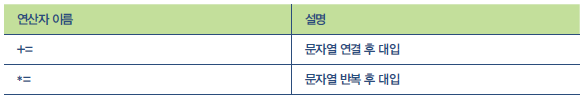 연산자 이름 설명
+= 문자열 연결 후 대입
*= 문자열 반복 후 대입